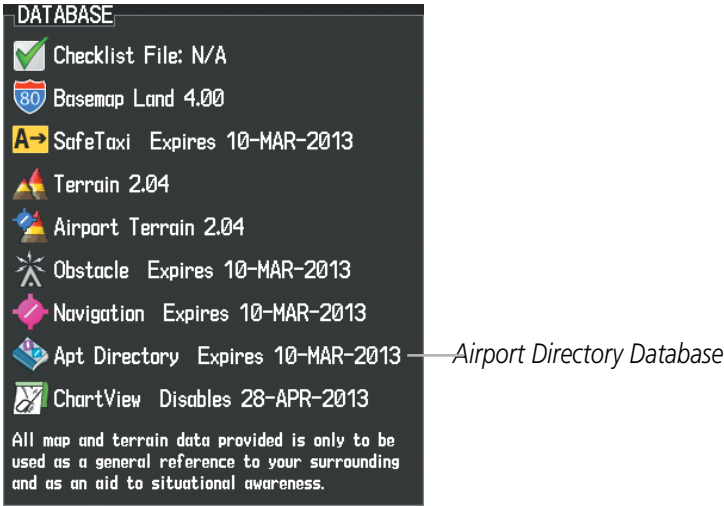 DATABASE
Checklist File: N/A
80 Basemap Land 4.00
A→ SafeTaxi Expires 10-MAR-2013
Terrain 2.04
Airport Terrain 2.04
Obstacle Expires 10-MAR-2013
Navigation Expires 10-MAR-2013
Apt Directory Expires 10-MAR-2013 Airport Directory Database
ChartView Disables 28-APR-2013
All map and terrain data provided is only to be
used as a general reference to your surrounding
and as an aid to situational awareness.